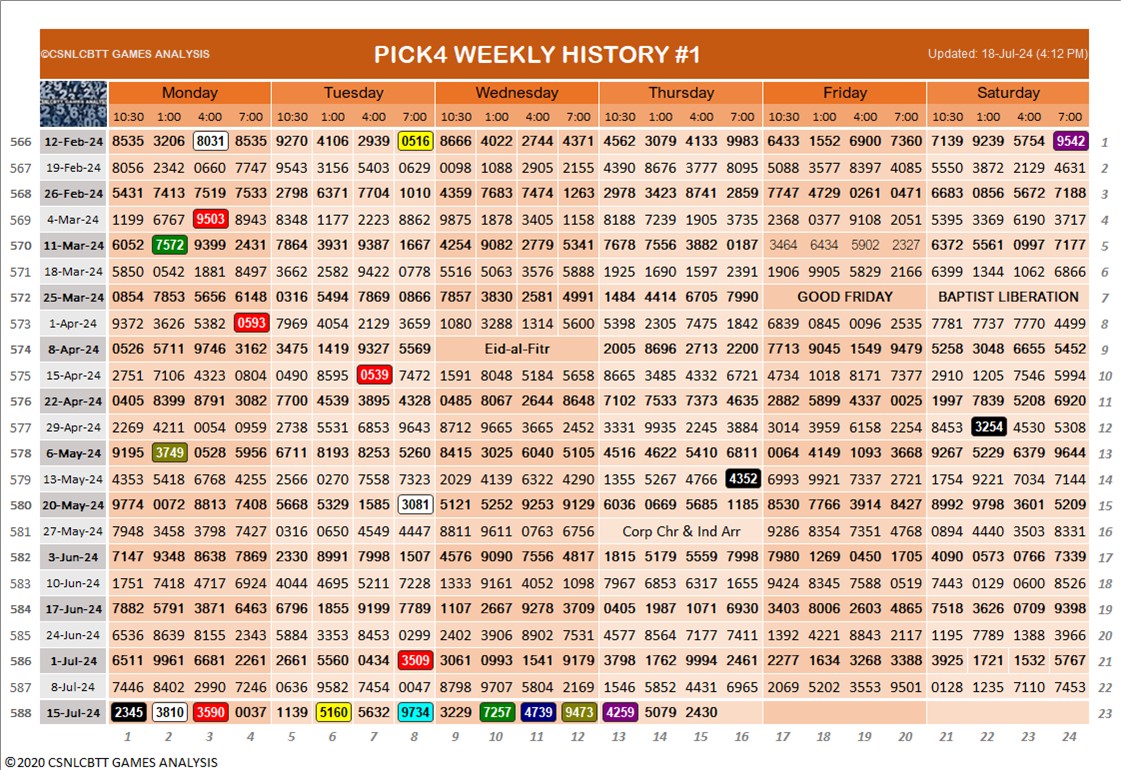 ©CSNLCBTT GAMES ANALYSIS PICK4 WEEKLY HISTORY #1 Updated: 18-Jul-24 (4:12 PM)
Monday Tuesday Wednesday Thursday Friday Saturday
10:30 1:00 4:00 7:00 10:30 1:00 4:00 7:00 10:30 1:00 4:00 7:00 10:30 1:00 4:00 7:00 10:30 1:00 4:00 7:00 10:30 1:00 4:00 7:00
566 12-Feb-24 8535 3206 8031 8535 9270 4106 2939 0516 8666 4022 2744 4371 4562 3079 4133 9983 6433 1552 6900 7360 7139 9239 5754 9542 1
567 19-Feb-24 8056 2342 0660 7747 9543 3156 5403 0629 0098 1088 2905 2155 4390 8676 3777 8095 5088 3577 8397 4085 5550 3872 2129 4631 2
568 26-Feb-24 5431 7413 7519 7533 2798 6371 7704 1010 4359 7683 7474 1263 2978 3423 8741 2859 7747 4729 0261 0471 6683 0856 5672 7188 3
569 4-Mar-24 1199 6767 9503 8943 8348 1177 2223 8862 9875 1878 3405 1158 8188 7239 1905 3735 2368 0377 9108 2051 5395 3369 6190 3717 4
570 11-Mar-24 6052 7572 9399 2431 7864 3931 9387 1667 4254 9082 2779 5341 7678 7556 3882 0187 3464 6434 5902 2327 6372 5561 0997 7177 5
571 18-Mar-24 5850 0542 1881 8497 3662 2582 9422 0778 5516 5063 3576 5888 1925 1690 1597 2391 1906 9905 5829 2166 6399 1344 1062 6866 6
572 25-Mar-24 0854 7853 5656 6148 0316 5494 7869 0866 7857 3830 2581 4991 1484 4414 6705 7990 GOOD FRIDAY BAPTIST LIBERATION 7
573 1-Apr-24 9372 3626 5382 0593 7969 4054 2129 3659 1080 3288 1314 5600 5398 2305 7475 1842 6839 0845 0096 2535 7781 7737 7770 4499 8
574 8-Apr-24 0526 5711 9746 3162 3475 1419 9327 5569 Eid-al-Fitr 2005 8696 2713 2200 7713 9045 1549 9479 5258 3048 6655 5452 9
575 15-Apr-24 2751 7106 4323 0804 0490 8595 0539 7472 1591 8048 5184 5658 8665 3485 4332 6721 4734 1018 8171 7377 2910 1205 7546 5994 10
576 22-Apr-24 0405 8399 8791 3082 7700 4539 3895 4328 0485 8067 2644 8648 7102 7533 7373 4635 2882 5899 4337 0025 1997 7839 5208 6920 11
577 29-Apr-24 2269 4211 0054 0959 2738 5531 6853 9643 8712 9665 3665 2452 3331 9935 2245 3884 3014 3959 6158 2254 8453 3254 4530 5308 12
578 6-May-24 9195 3749 0528 5956 6711 8193 8253 5260 8415 3025 6040 5105 4516 4622 5410 6811 0064 4149 1093 3668 9267 5229 6379 9644 13
579 13-May-24 4353 5418 6768 4255 2566 0270 7558 7323 2029 4139 6322 4290 1355 5267 4766 4352 6993 9921 7337 2721 1754 9221 7034 7144 14
580 20-May-24 9774 0072 8813 7408 5668 5329 1585 3081 5121 5252 9253 9129 6036 0669 5685 1185 8530 7766 3914 8427 8992 9798 3601 5209 15
581 27-May-24 7948 3458 3798 7427 0316 0650 4549 4447 8811 9611 0763 6756 Corp Chr & Ind Arr 9286 8354 7351 4768 0894 4440 3503 8331 16
582 3-Jun-24 7147 9348 8638 7869 2330 8991 7998 1507 4576 9090 7556 4817 1815 5179 5559 7998 7980 1269 0450 1705 4090 0573 0766 7339 17
583 10-Jun-24 1751 7418 4717 6924 4044 4695 5211 7228 1333 9161 4052 1098 7967 6853 6317 1655 9424 8345 7588 0519 7443 0129 0600 8526 18
584 17-Jun-24 7882 5791 3871 6463 6796 1855 9199 7789 1107 2667 9278 3709 0405 1987 1071 6930 3403 8006 2603 4865 7518 3626 0709 9398 19
585 24-Jun-24 6536 8639 8155 2343 5884 3353 8453 0299 2402 3906 8902 7531 4577 8564 7177 7411 1392 4221 8843 2117 1195 7789 1388 3966 20
586 1-Jul-24 6511 9961 6681 2261 2661 5560 0434 3509 3061 0993 1541 9179 3798 1762 9994 2461 2277 1634 3268 3388 3925 1721 1532 5767 21
587 8-Jul-24 7446 8402 2990 7246 0636 9582 7454 0047 8798 9707 5804 2169 1546 5852 4431 6965 2069 5202 3553 9501 0128 1235 7110 7453 22
588 15-Jul-24 2345 3810 3590 0037 1139 5160 5632 9734 3229 7257 4739 9473 4259 5079 2430 23
1 2 3 4 5 6 7 8 9 10 11 12 13 14 15 16 17 18 19 20 21 22 23 24
©2020 CSNLCBTT GAMES ANALYSIS